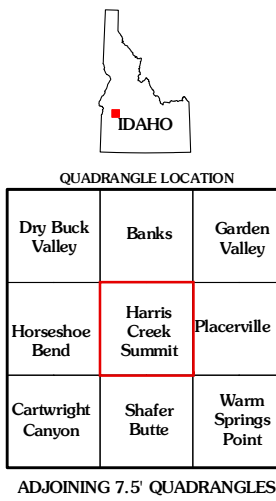 IDAHO
QUADRANGLE LOCATION
Dry Buck
Valley
Banks
Garden
Valley
Horseshoe
Bend
Harris
Creek
Summit
Placerville
Cartwright
Canyon
Shafer
Butte
Warm
Springs
Point
ADJOINING 7.5' QUADRANGLES